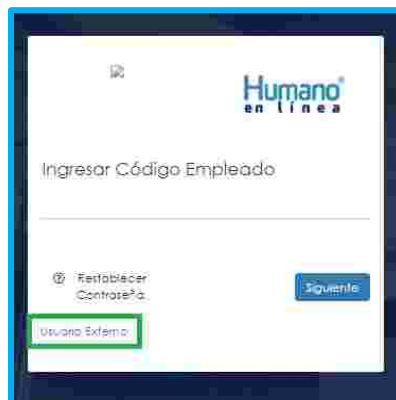 Humano®
en línea
Ingresar Código Empleado
Restablecer
Contraseña.
Siguiente
Usuario Externo